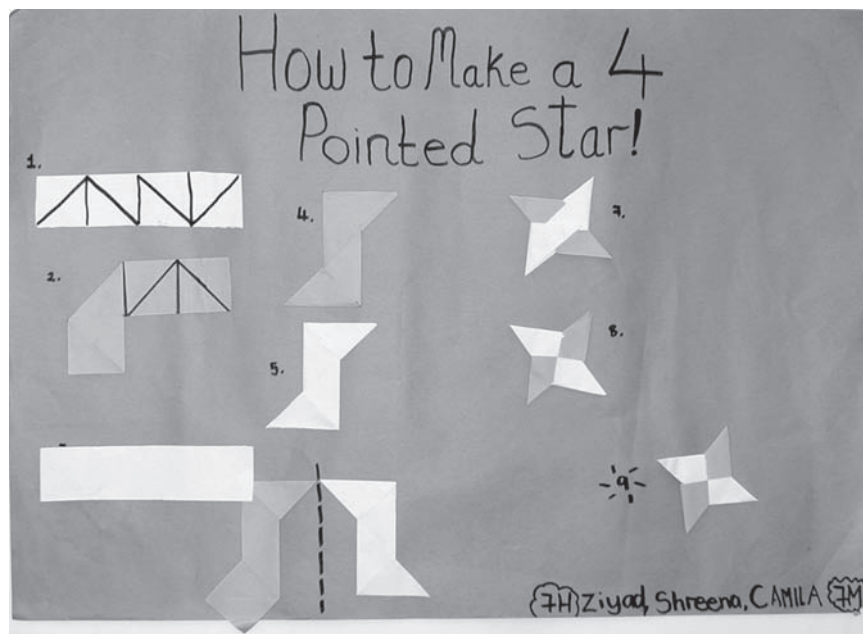 How to Make a 4
Pointed Star!
1.
4.
7.
2.
5.
8.
9
7H Ziyad, Shreena, CAMILA 7M